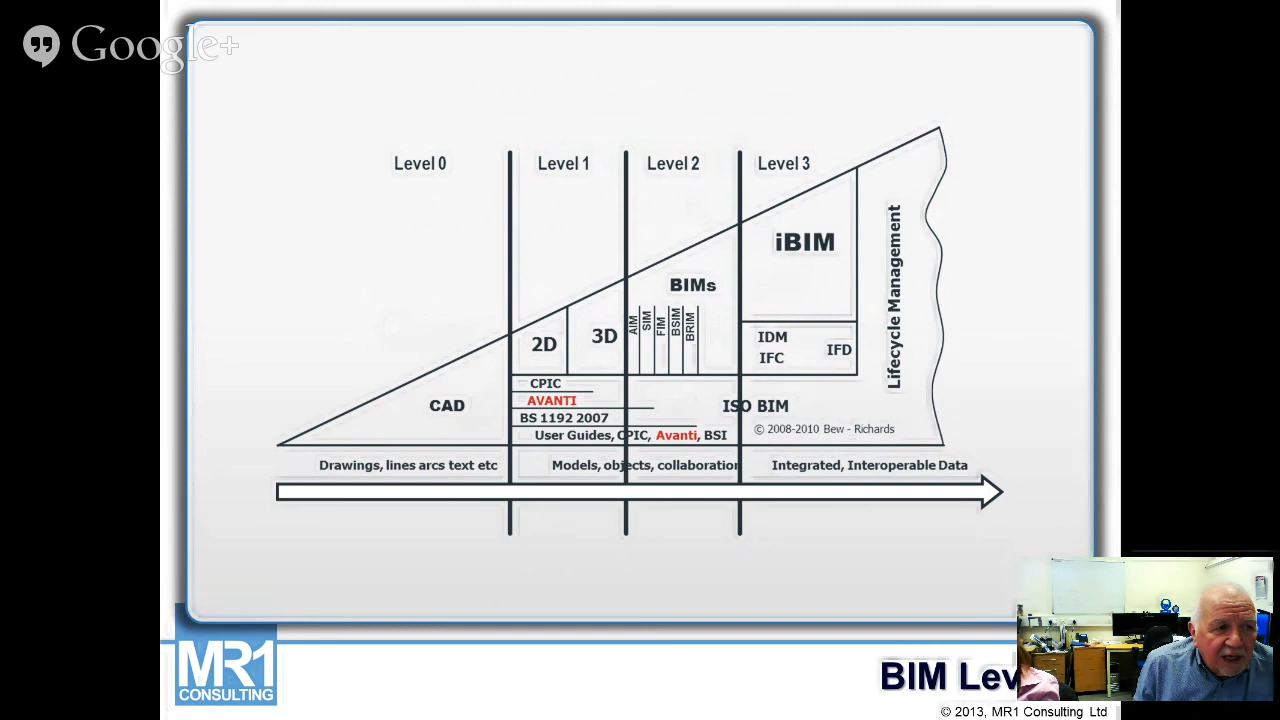 Google+
Level 0
Level 1
Level 2
Level 3
iBIM
BIMs
AIM
SIM
FIM
BSIM
BRIM
2D
3D
IDM
IFC
IFD
Lifecycle Management
CAD
CPIC
AVANTI
BS 1192 2007
User Guides, CPIC, Avanti, BSI
ISO BIM
© 2008-2010 Bew - Richards
Drawings, lines arcs text etc
Models, objects, collaboration
Integrated, Interoperable Data
MR1
CONSULTING
BIM Lev
© 2013, MR1 Consulting Ltd